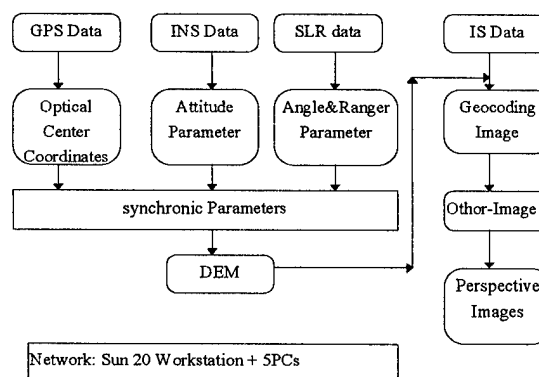 GPS Data
INS Data
SLR data
IS Data
Optical
Center
Coordinates
Attitude
Parameter
Angle&Ranger
Parameter
Geocoding
Image
synchronic Parameters
Othor-Image
DEM
Perspective
Images
Network: Sun 20 Workstation + 5PCs